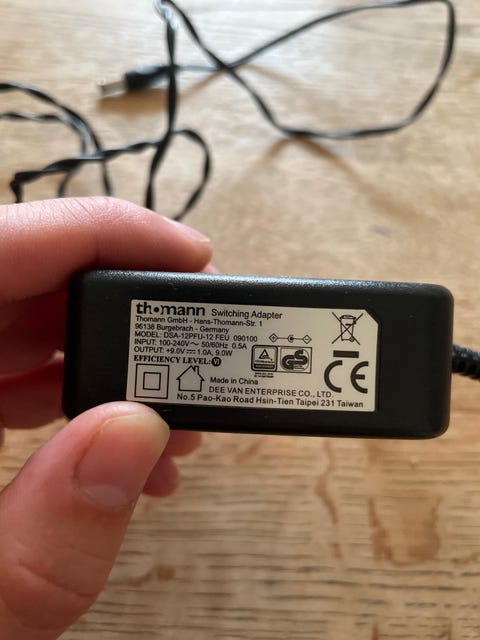 thomann Switching Adapter
Thomann GmbH - Hans-Thomann-Str. 1
96138 Burgebrach - Germany
MODEL: DSA-12PFU-12 FEU 090100
INPUT: 100-240V～ 50/60Hz 0.5A
OUTPUT: +9.0V⎓1.0A, 9.0W
EFFICIENCY LEVEL: VI
GS
CE
Made in China
DEE VAN ENTERPRISE CO., LTD.
No.5 Pao-Kao Road Hsin-Tien Taipei 231 Taiwan